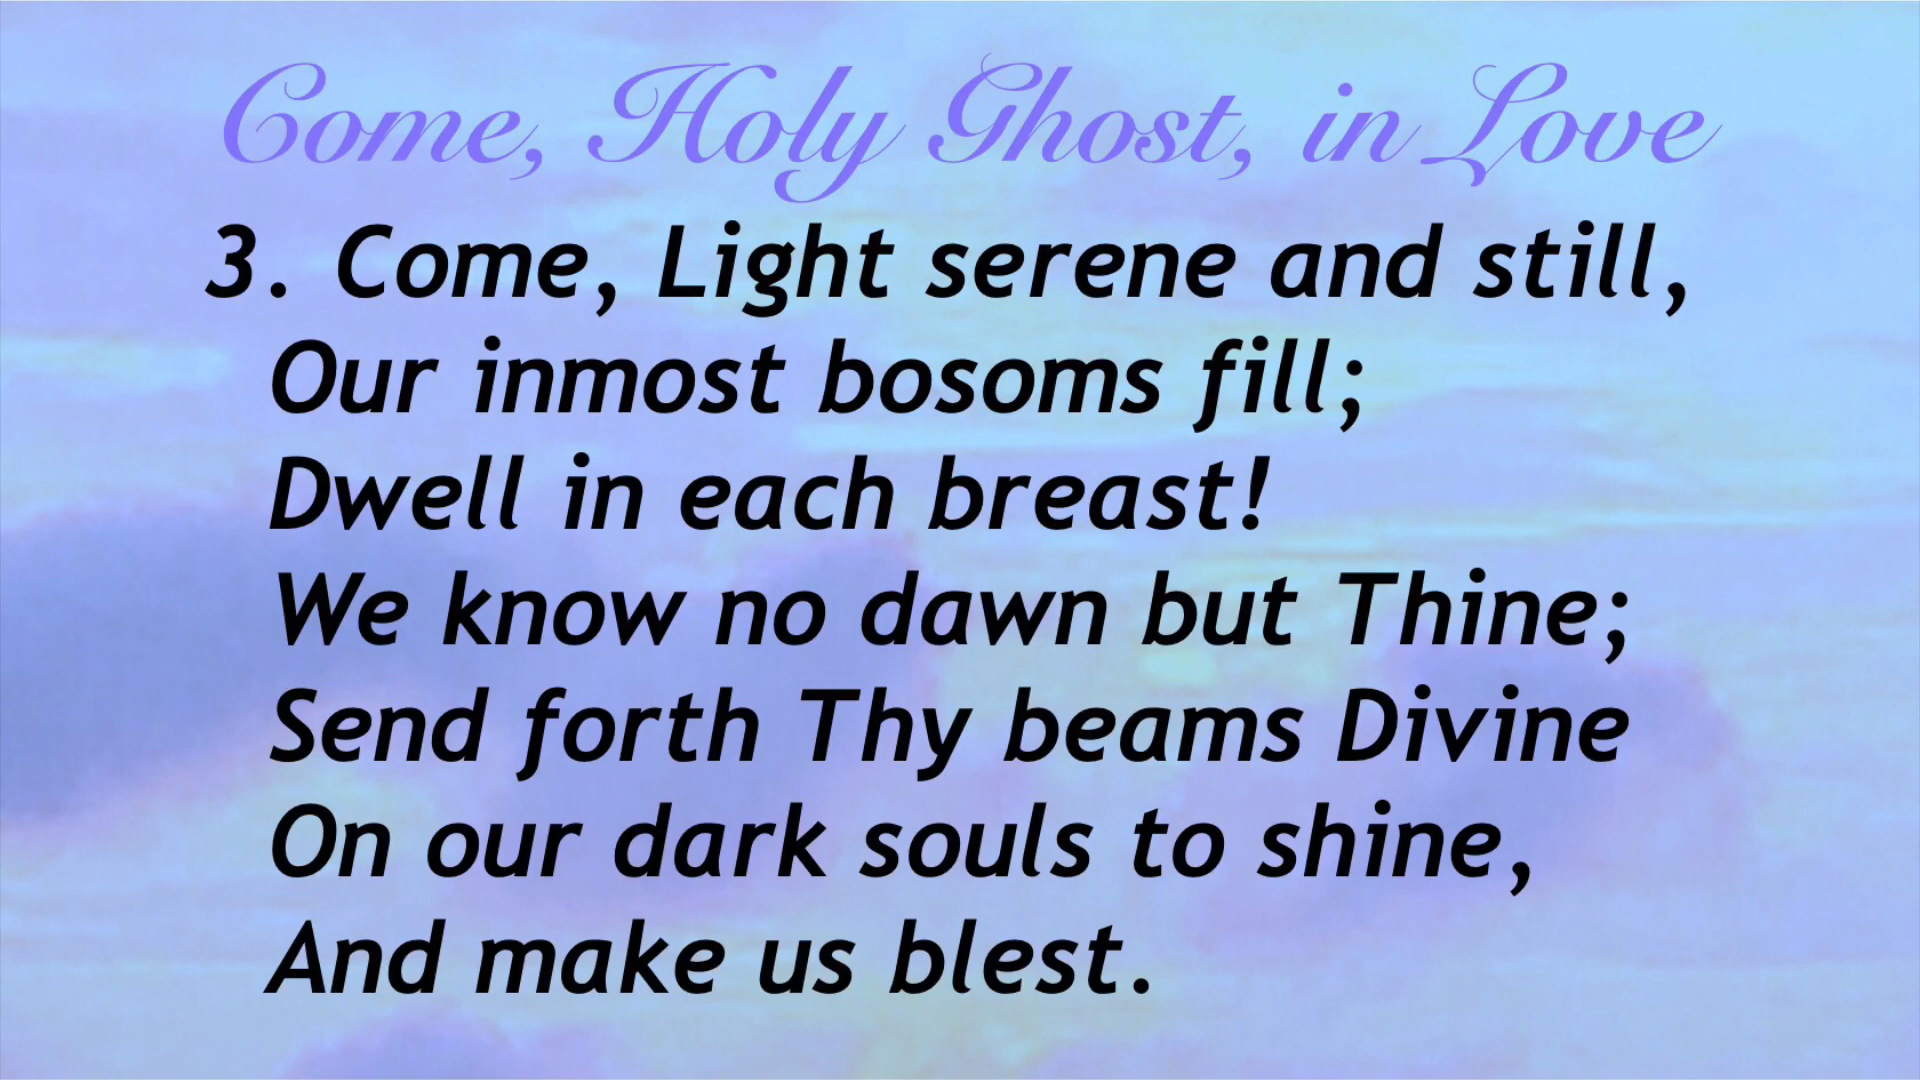 Come, Holy Ghost, in Love
3. Come, Light serene and still,
Our inmost bosoms fill;
Dwell in each breast!
We know no dawn but Thine;
Send forth Thy beams Divine
On our dark souls to shine,
And make us blest.